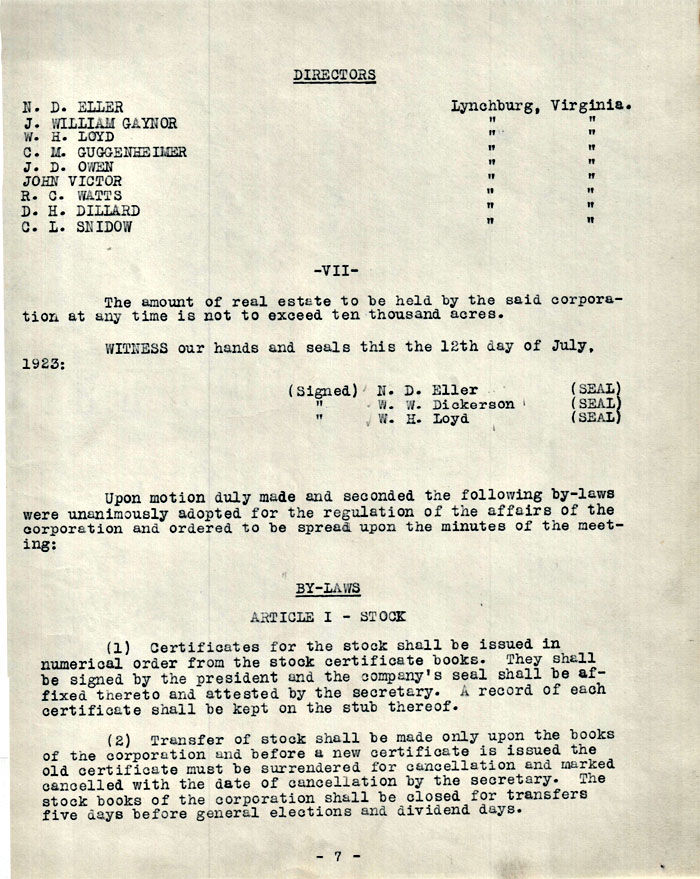 DIRECTORS
N. D. ELLER Lynchburg, Virginia.
J. WILLIAM GAYNOR " "
W. H. LOYD " "
C. M. GUGGENHEIMER " "
J. D. OWEN " "
JOHN VICTOR " "
R. C. WATTS " "
D. H. DILLARD " "
C. L. SNIDOW " "
-VII-
The amount of real estate to be held by the said corpora-
tion at any time is not to exceed ten thousand acres.
WITNESS our hands and seals this the 12th day of July,
1923:
(Signed) N. D. Eller (SEAL)
" W. W. Dickerson (SEAL)
" W. H. Loyd (SEAL)
Upon motion duly made and seconded the following by-laws
were unanimously adopted for the regulation of the affairs of the
corporation and ordered to be spread upon the minutes of the meet-
ing:
BY-LAWS
ARTICLE I - STOCK
(1) Certificates for the stock shall be issued in
numerical order from the stock certificate books. They shall
be signed by the president and the company's seal shall be af-
fixed thereto and attested by the secretary. A record of each
certificate shall be kept on the stub thereof.
(2) Transfer of stock shall be made only upon the books
of the corporation and before a new certificate is issued the
old certificate must be surrendered for cancellation and marked
cancelled with the date of cancellation by the secretary. The
stock books of the corporation shall be closed for transfers
five days before general elections and dividend days.
- 7 -